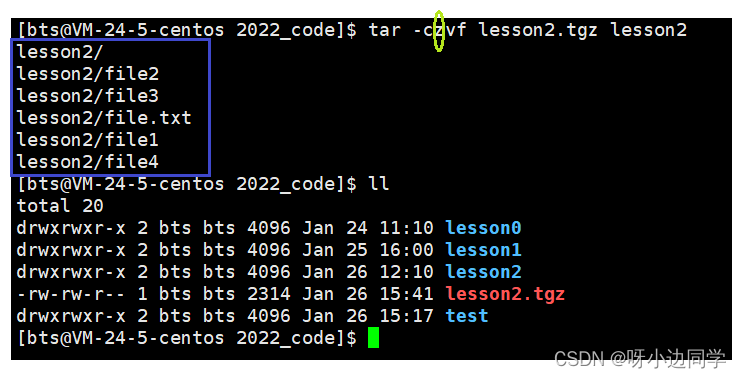 [bts@VM-24-5-centos 2022_code]$ tar -czvf lesson2.tgz lesson2
lesson2/
lesson2/file2
lesson2/file3
lesson2/file.txt
lesson2/file1
lesson2/file4
[bts@VM-24-5-centos 2022_code]$ ll
total 20
drwxrwxr-x 2 bts bts 4096 Jan 24 11:10 lesson0
drwxrwxr-x 2 bts bts 4096 Jan 25 16:00 lesson1
drwxrwxr-x 2 bts bts 4096 Jan 26 12:10 lesson2
-rw-rw-r-- 1 bts bts 2314 Jan 26 15:41 lesson2.tgz
drwxrwxr-x 2 bts bts 4096 Jan 26 15:17 test
[bts@VM-24-5-centos 2022_code]$
CSDN @呀小边同学